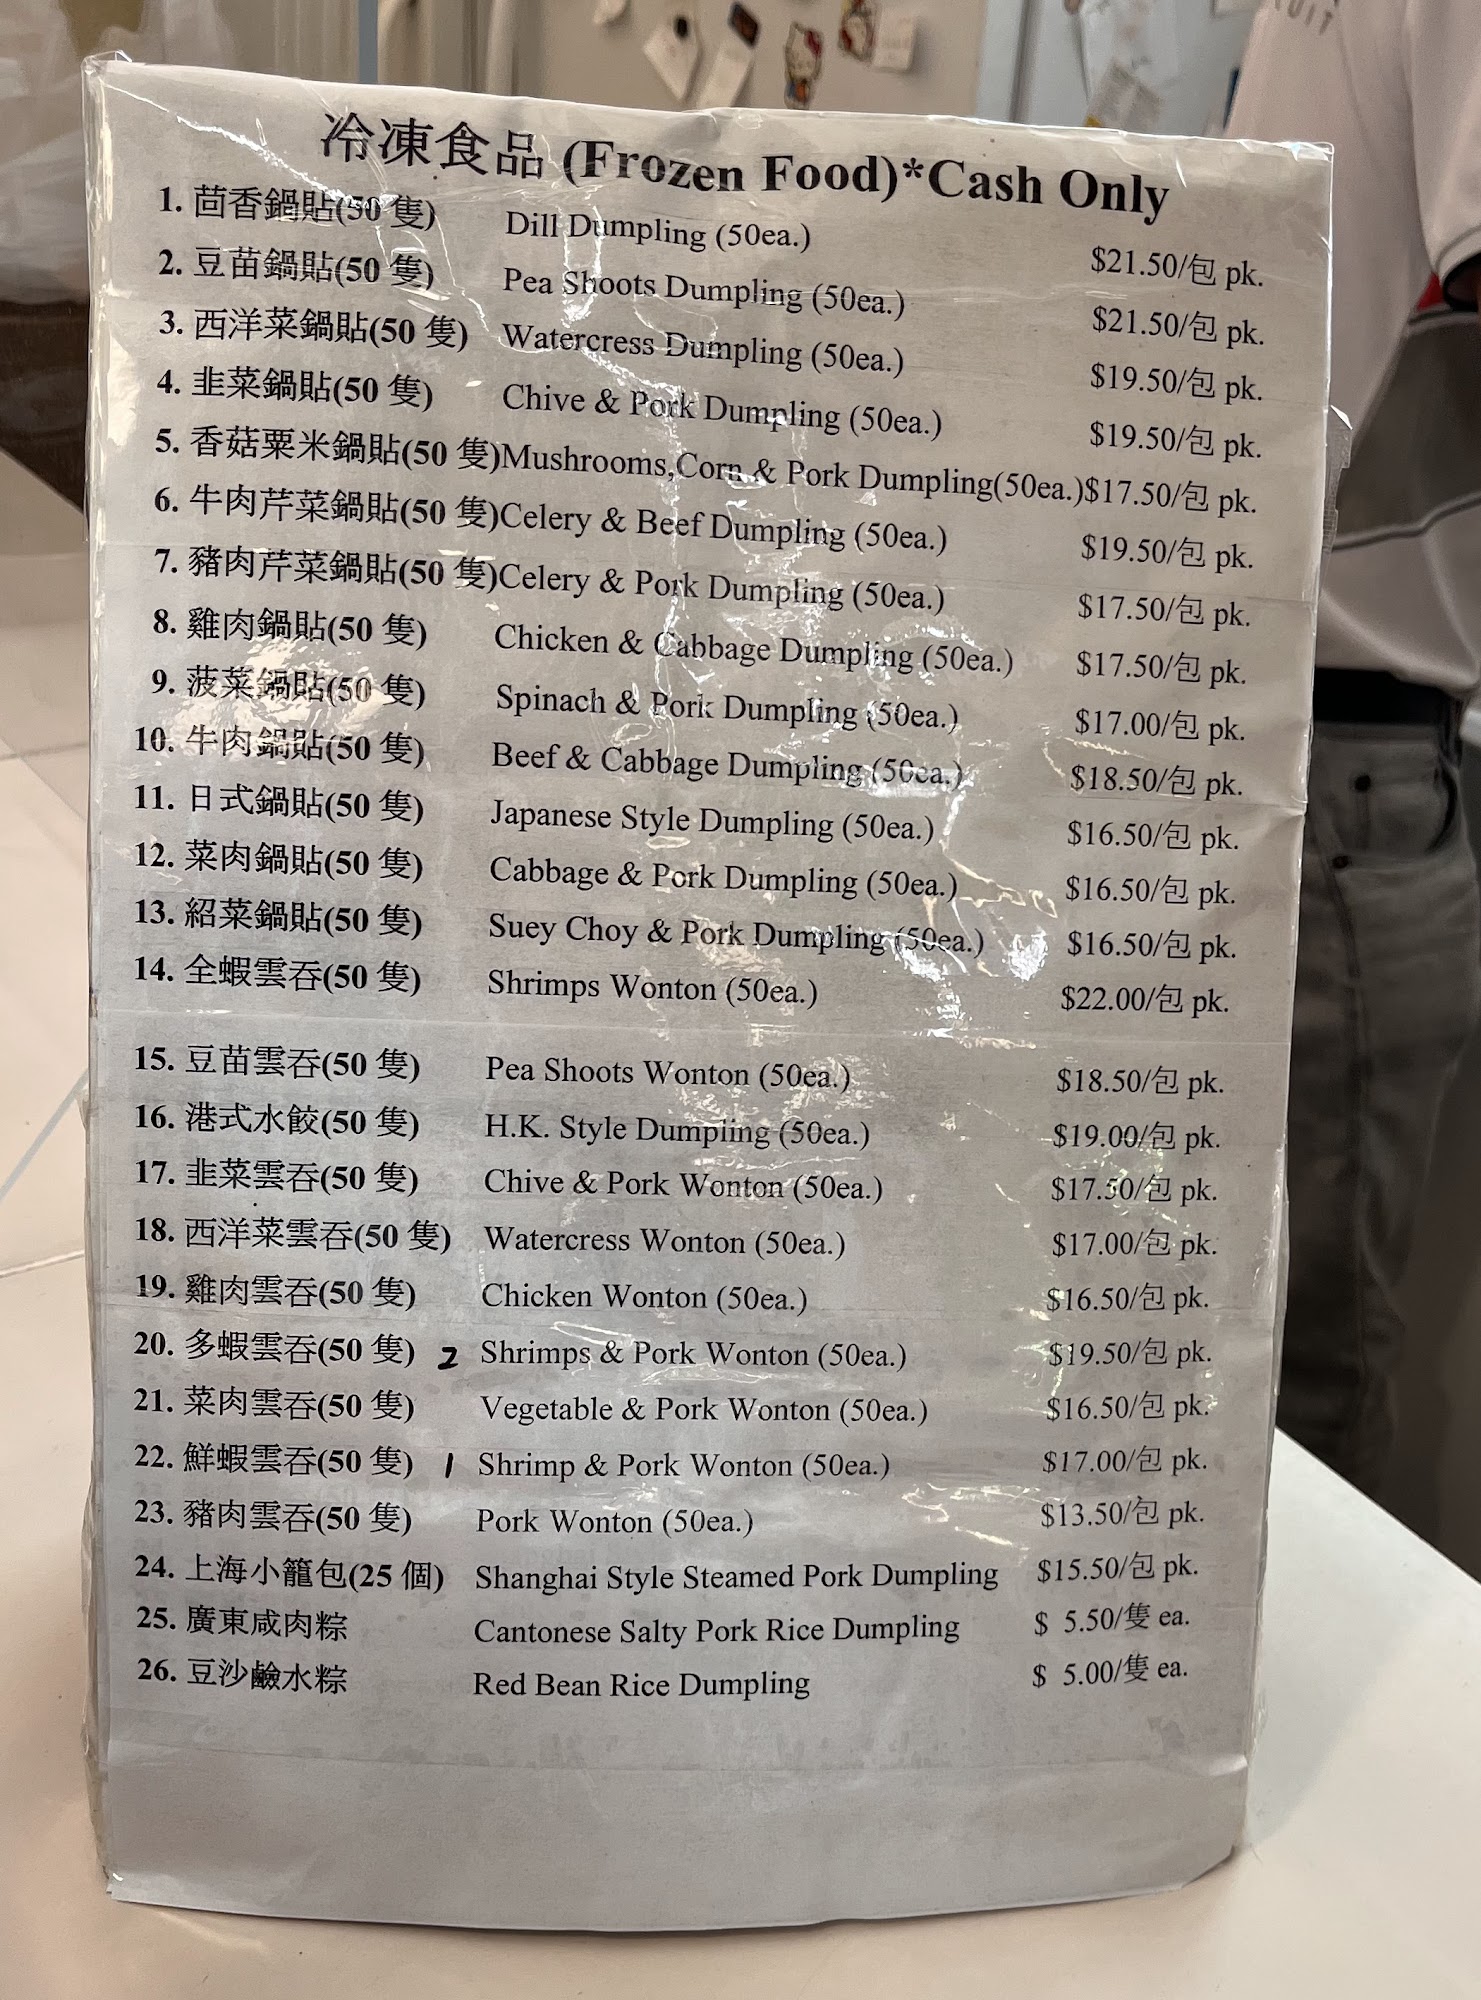 冷凍食品 (Frozen Food)*Cash Only
1. 茴香鍋貼(50 隻) Dill Dumpling (50ea.) $21.50/包 pk.
2. 豆苗鍋貼(50 隻) Pea Shoots Dumpling (50ea.) $21.50/包 pk.
3. 西洋菜鍋貼(50 隻) Watercress Dumpling (50ea.) $19.50/包 pk.
4. 韭菜鍋貼(50 隻) Chive & Pork Dumpling (50ea.) $19.50/包 pk.
5. 香菇粟米鍋貼(50 隻)Mushrooms,Corn & Pork Dumpling(50ea.)$17.50/包 pk.
6. 牛肉芹菜鍋貼(50 隻)Celery & Beef Dumpling (50ea.) $19.50/包 pk.
7. 豬肉芹菜鍋貼(50 隻)Celery & Pork Dumpling (50ea.) $17.50/包 pk.
8. 雞肉鍋貼(50 隻) Chicken & Cabbage Dumpling (50ea.) $17.50/包 pk.
9. 菠菜鍋貼(50 隻) Spinach & Pork Dumpling (50ea.) $17.00/包 pk.
10. 牛肉鍋貼(50 隻) Beef & Cabbage Dumpling (50ea.) $18.50/包 pk.
11. 日式鍋貼(50 隻) Japanese Style Dumpling (50ea.) $16.50/包 pk.
12. 菜肉鍋貼(50 隻) Cabbage & Pork Dumpling (50ea.) $16.50/包 pk.
13. 紹菜鍋貼(50 隻) Suey Choy & Pork Dumpling (50ea.) $16.50/包 pk.
14. 全蝦雲吞(50 隻) Shrimps Wonton (50ea.) $22.00/包 pk.
15. 豆苗雲吞(50 隻) Pea Shoots Wonton (50ea.) $18.50/包 pk.
16. 港式水餃(50 隻) H.K. Style Dumpling (50ea.) $19.00/包 pk.
17. 韭菜雲吞(50 隻) Chive & Pork Wonton (50ea.) $17.50/包 pk.
18. 西洋菜雲吞(50 隻) Watercress Wonton (50ea.) $17.00/包 pk.
19. 雞肉雲吞(50 隻) Chicken Wonton (50ea.) $16.50/包 pk.
20. 多蝦雲吞(50 隻) 2 Shrimps & Pork Wonton (50ea.) $19.50/包 pk.
21. 菜肉雲吞(50 隻) Vegetable & Pork Wonton (50ea.) $16.50/包 pk.
22. 鮮蝦雲吞(50 隻) 1 Shrimp & Pork Wonton (50ea.) $17.00/包 pk.
23. 豬肉雲吞(50 隻) Pork Wonton (50ea.) $13.50/包 pk.
24. 上海小籠包(25 個) Shanghai Style Steamed Pork Dumpling $15.50/包 pk.
25. 廣東咸肉粽 Cantonese Salty Pork Rice Dumpling $ 5.50/隻 ea.
26. 豆沙鹼水粽 Red Bean Rice Dumpling $ 5.00/隻 ea.